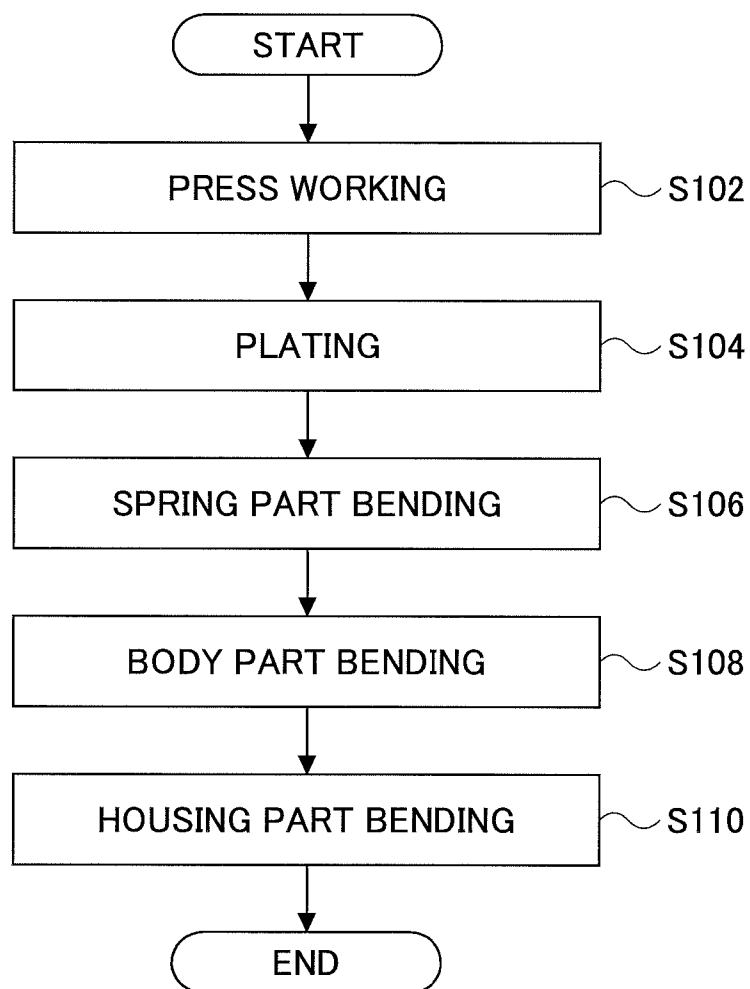 START
PRESS WORKING S102
PLATING S104
SPRING PART BENDING S106
BODY PART BENDING S108
HOUSING PART BENDING S110
END